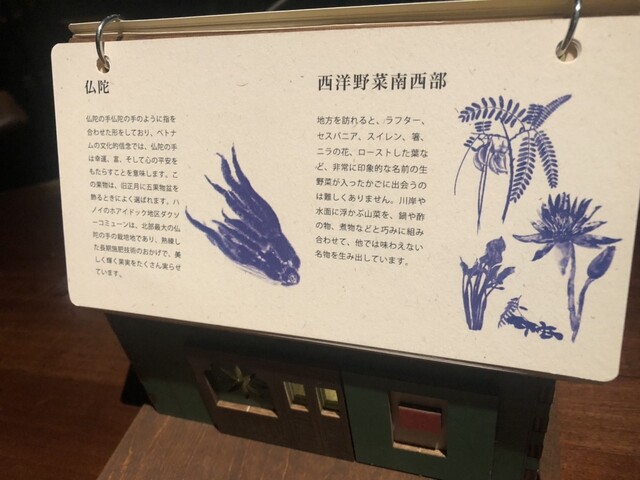 仏陀
仏陀の手仏陀の手のように指を
合わせた形をしており、ベトナ
ムの文化的信念では、仏陀の手
は幸運、富、そして心の平安を
もたらすことを意味します。こ
の果物は、旧正月に五果物盆を
飾るときによく選ばれます。ハ
ノイのホアイドゥク地区ダクソ
ーコミューンは、北部最大の仏
陀の手の栽培地であり、熟練し
た長期施肥技術のおかげで、美
しく輝く果実をたくさん実らせ
ています。
西洋野菜南西部
地方を訪れると、ラフター、
セスバニア、スイレン、箸、
ニラの花、ローストした葉な
ど、非常に印象的な名前の生
野菜が入ったかごに出会うの
は難しくありません。川岸や
水面に浮かぶ山菜を、鍋や酢
の物、煮物などと巧みに組み
合わせて、他では味わえない
名物を生み出しています。